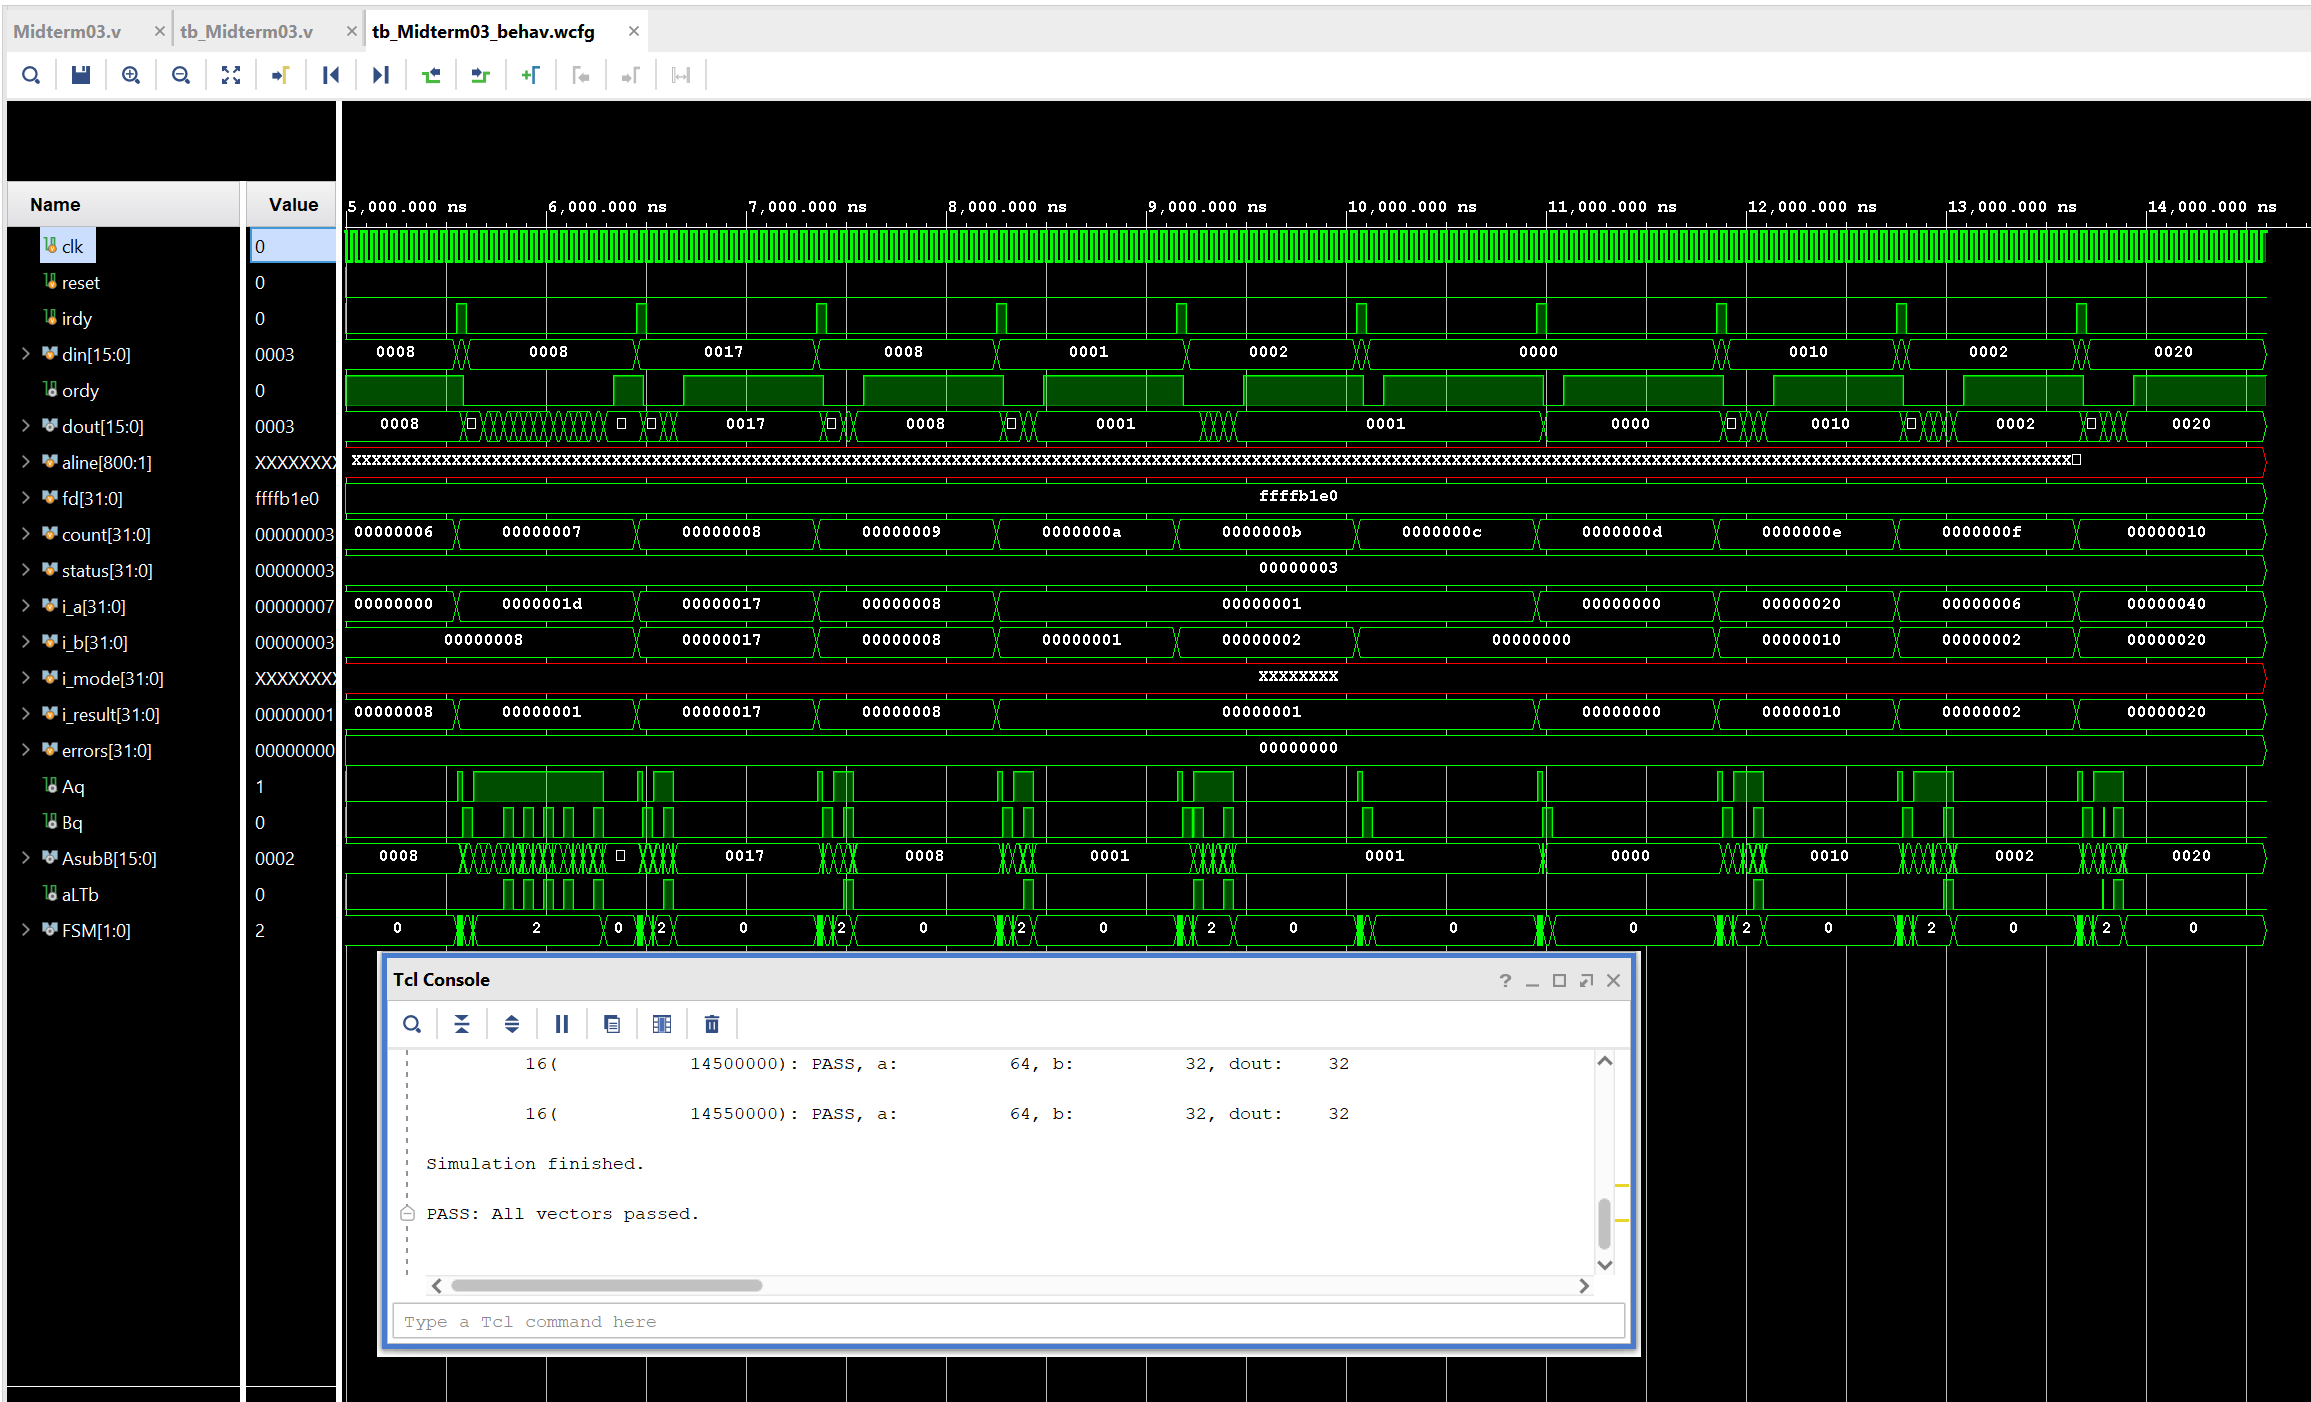 Midterm03.v × tb_Midterm03.v × tb_Midterm03_behav.wcfg ×
Name Value
5,000.000 ns 6,000.000 ns 7,000.000 ns 8,000.000 ns 9,000.000 ns 10,000.000 ns 11,000.000 ns 12,000.000 ns 13,000.000 ns 14,000.000 ns
clk 0
reset 0
irdy 0
din[15:0] 0003 0008 0008 0017 0008 0001 0002 0000 0010 0002 0020
ordy 0
dout[15:0] 0003 0008 0017 0008 0001 0001 0000 0010 0002 0020
aline[800:1] XXXXXXXX
fd[31:0] ffffb1e0 ffffb1e0
count[31:0] 00000003 00000006 00000007 00000008 00000009 0000000a 0000000b 0000000c 0000000d 0000000e 0000000f 00000010
status[31:0] 00000003 00000003
i_a[31:0] 00000007 00000000 0000001d 00000017 00000008 00000001 00000000 00000020 00000006 00000040
i_b[31:0] 00000003 00000008 00000017 00000008 00000001 00000002 00000000 00000010 00000002 00000020
i_mode[31:0] XXXXXXXX XXXXXXXX
i_result[31:0] 00000001 00000008 00000001 00000017 00000008 00000001 00000000 00000010 00000002 00000020
errors[31:0] 00000000 00000000
Aq 1
Bq 0
AsubB[15:0] 0002 0008 0017 0008 0001 0001 0000 0010 0002 0020
aLTb 0
FSM[1:0] 2 0 2 0 2 0 2 0 2 0 2 0 0 0 2 0 2 0 2 0
Tcl Console
16( 14500000): PASS, a: 64, b: 32, dout: 32
16( 14550000): PASS, a: 64, b: 32, dout: 32
Simulation finished.
PASS: All vectors passed.
Type a Tcl command here